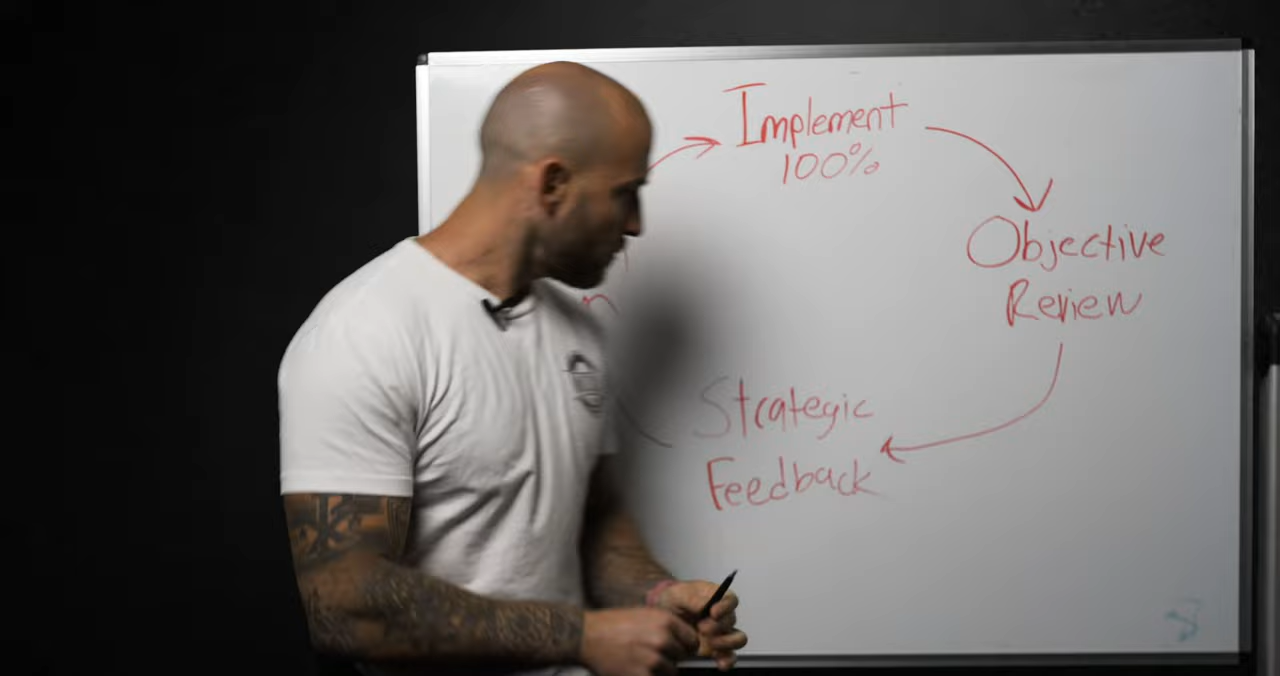 Implement
100%
Objective
Review
Strategic
Feedback